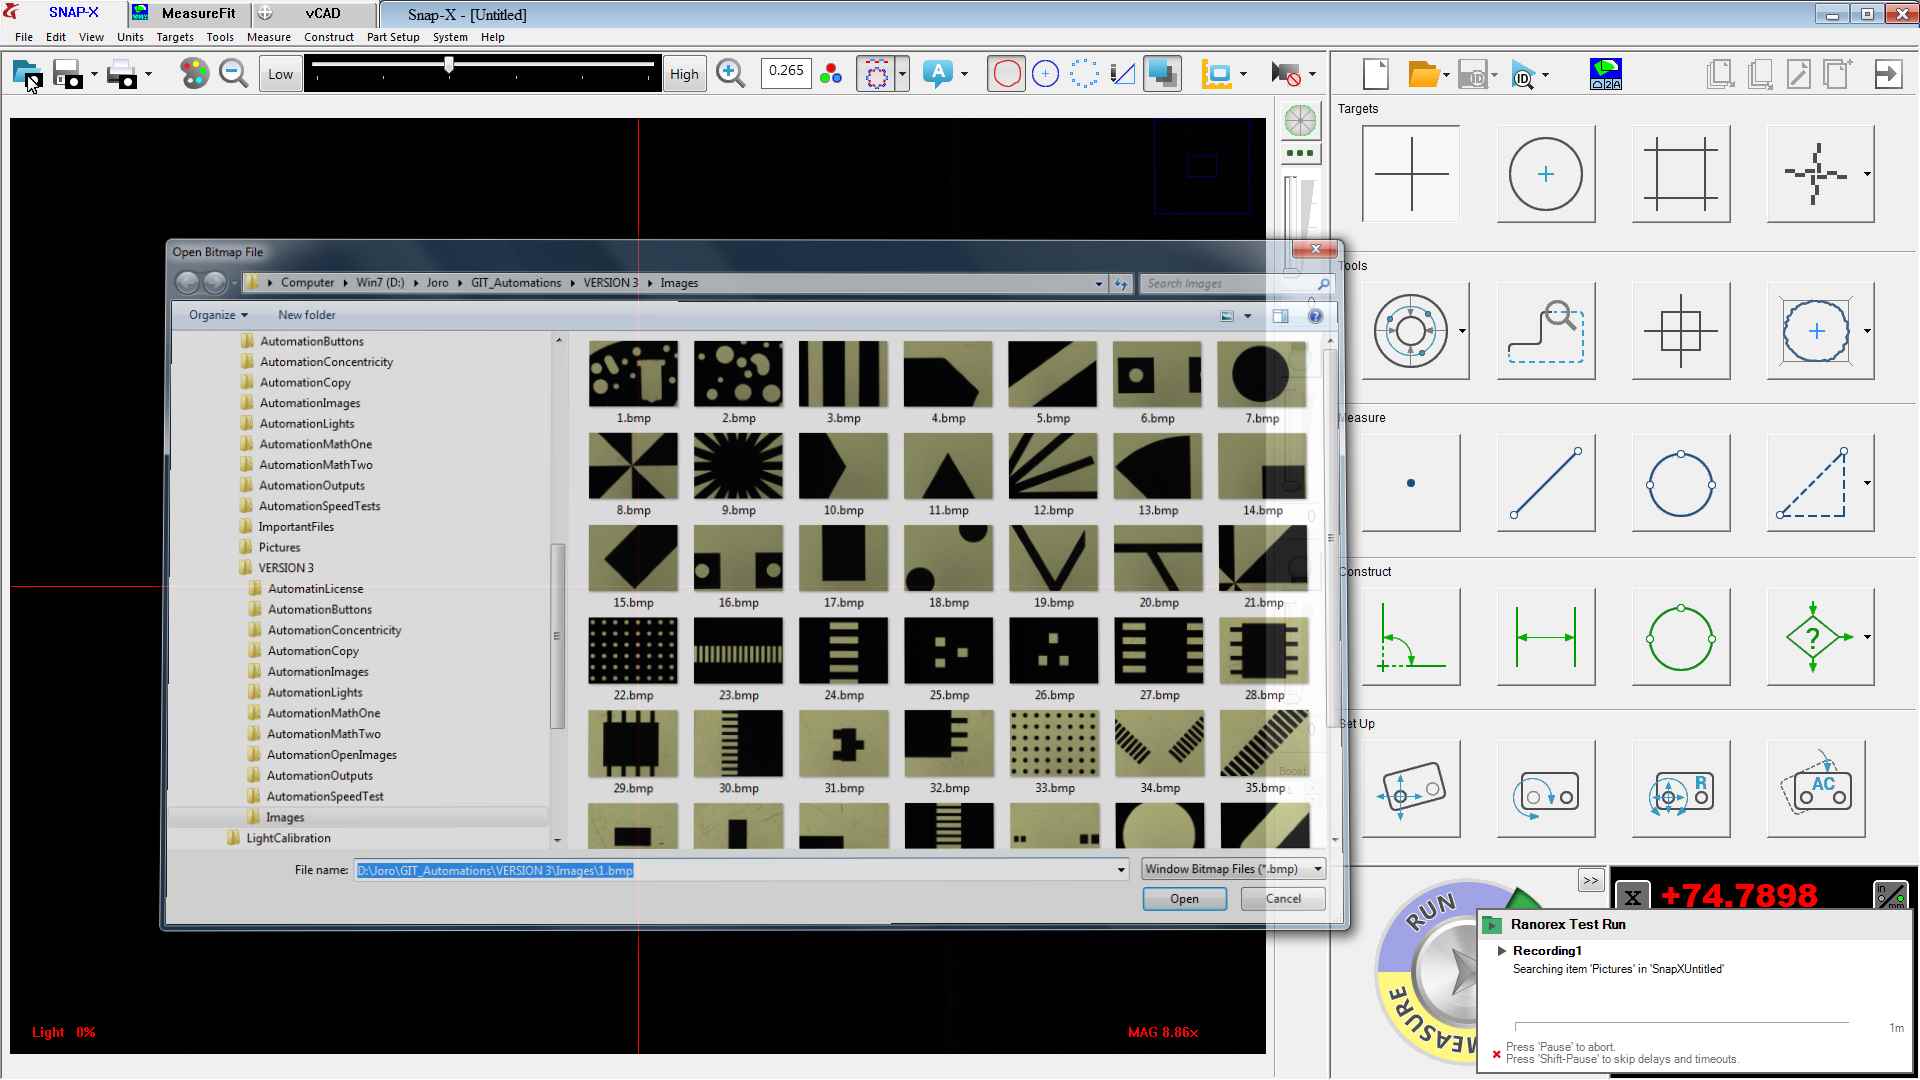 SNAP-X
MeasureFit
vCAD
Snap-X - [Untitled]
File Edit View Units Targets Tools Measure Construct Part Setup System Help
Low
High
0.265
A
ID
ID
D2A
Targets
Open Bitmap File
Computer Win7 (D:) Joro GIT_Automations VERSION 3 Images
Search Images
Tools
Organize
New folder
AutomationButtons
AutomationConcentricity
AutomationCopy
AutomationImages
AutomationLights
AutomationMathOne
AutomationMathTwo
AutomationOutputs
AutomationSpeedTests
ImportantFiles
Pictures
VERSION 3
AutomatinLicense
AutomationButtons
AutomationConcentricity
AutomationCopy
AutomationImages
AutomationLights
AutomationMathOne
AutomationMathTwo
AutomationOpenImages
AutomationOutputs
AutomationSpeedTest
Images
LightCalibration
1.bmp 2.bmp 3.bmp 4.bmp 5.bmp 6.bmp 7.bmp
8.bmp 9.bmp 10.bmp 11.bmp 12.bmp 13.bmp 14.bmp
15.bmp 16.bmp 17.bmp 18.bmp 19.bmp 20.bmp 21.bmp
22.bmp 23.bmp 24.bmp 25.bmp 26.bmp 27.bmp 28.bmp
29.bmp 30.bmp 31.bmp 32.bmp 33.bmp 34.bmp 35.bmp
Boost
File name: D:\Joro\GIT_Automations\VERSION 3\Images\1.bmp
Window Bitmap Files (*.bmp)
Open
Cancel
Measure
Construct
?
Set Up
R
AC
>>
RUN
MEASURE
X
+74.7898
in
mm
Ranorex Test Run
Recording1
Searching item 'Pictures' in 'SnapXUntitled'
1m
Press 'Pause' to abort.
Press 'Shift-Pause' to skip delays and timeouts.
Light 0%
MAG 8.86x